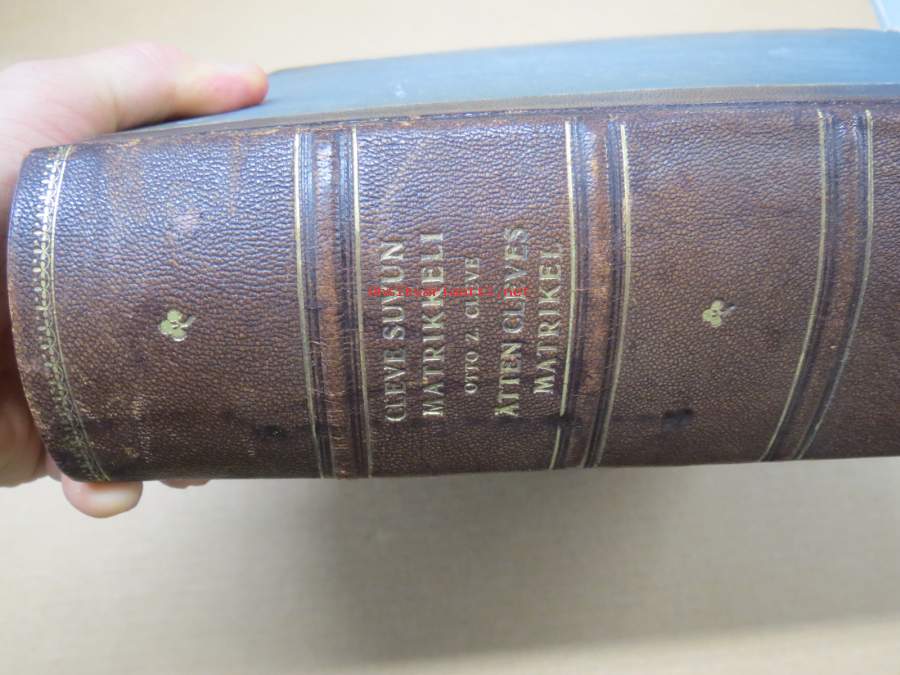 CLEVE SUVUN
MATRIKKELI
OTTO Z. CLEVE
ÄTTEN CLEVES
MATRIKEL